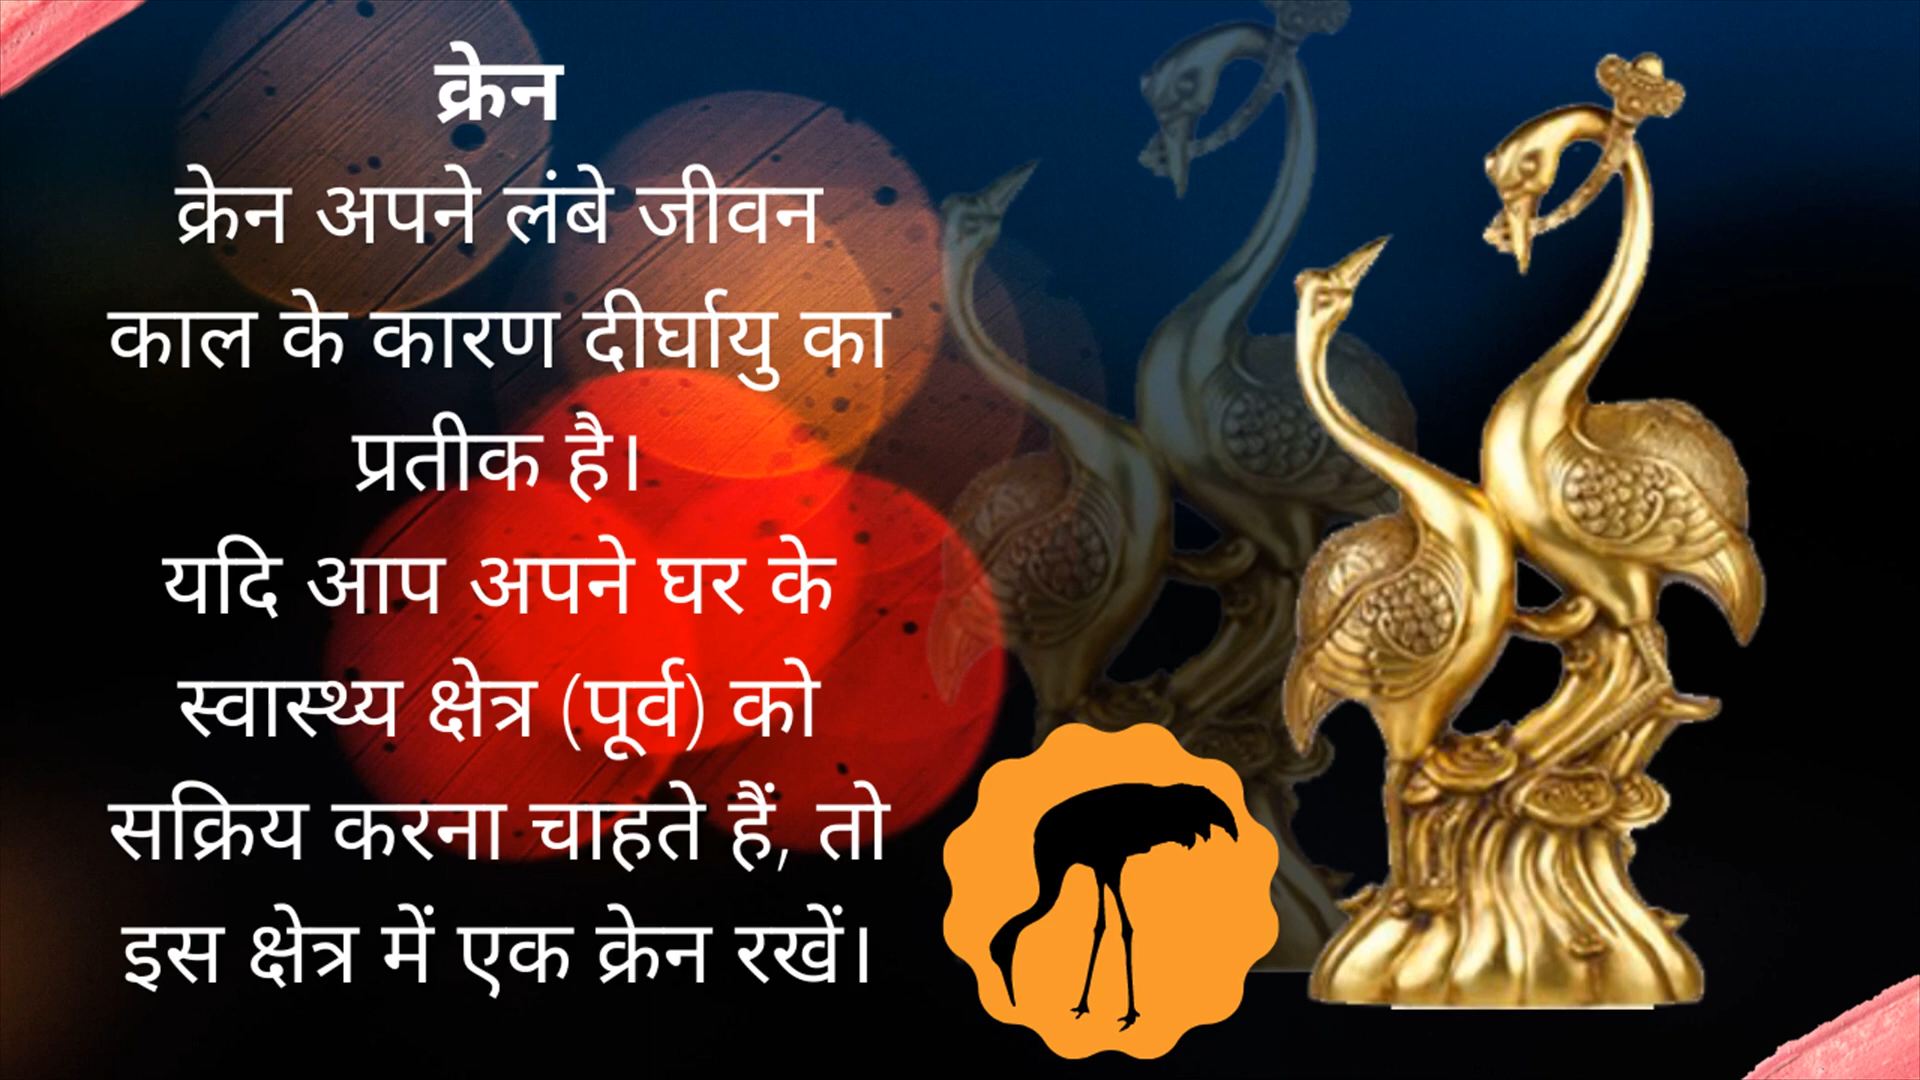 क्रेन
क्रेन अपने लंबे जीवन
काल के कारण दीर्घायु का
प्रतीक है।
यदि आप अपने घर के
स्वास्थ्य क्षेत्र (पूर्व) को
सक्रिय करना चाहते हैं, तो
इस क्षेत्र में एक क्रेन रखें।